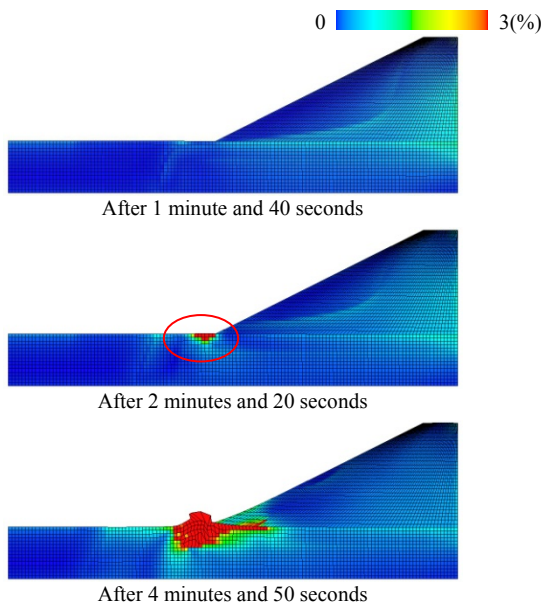 0 3(%)
After 1 minute and 40 seconds
After 2 minutes and 20 seconds
After 4 minutes and 50 seconds